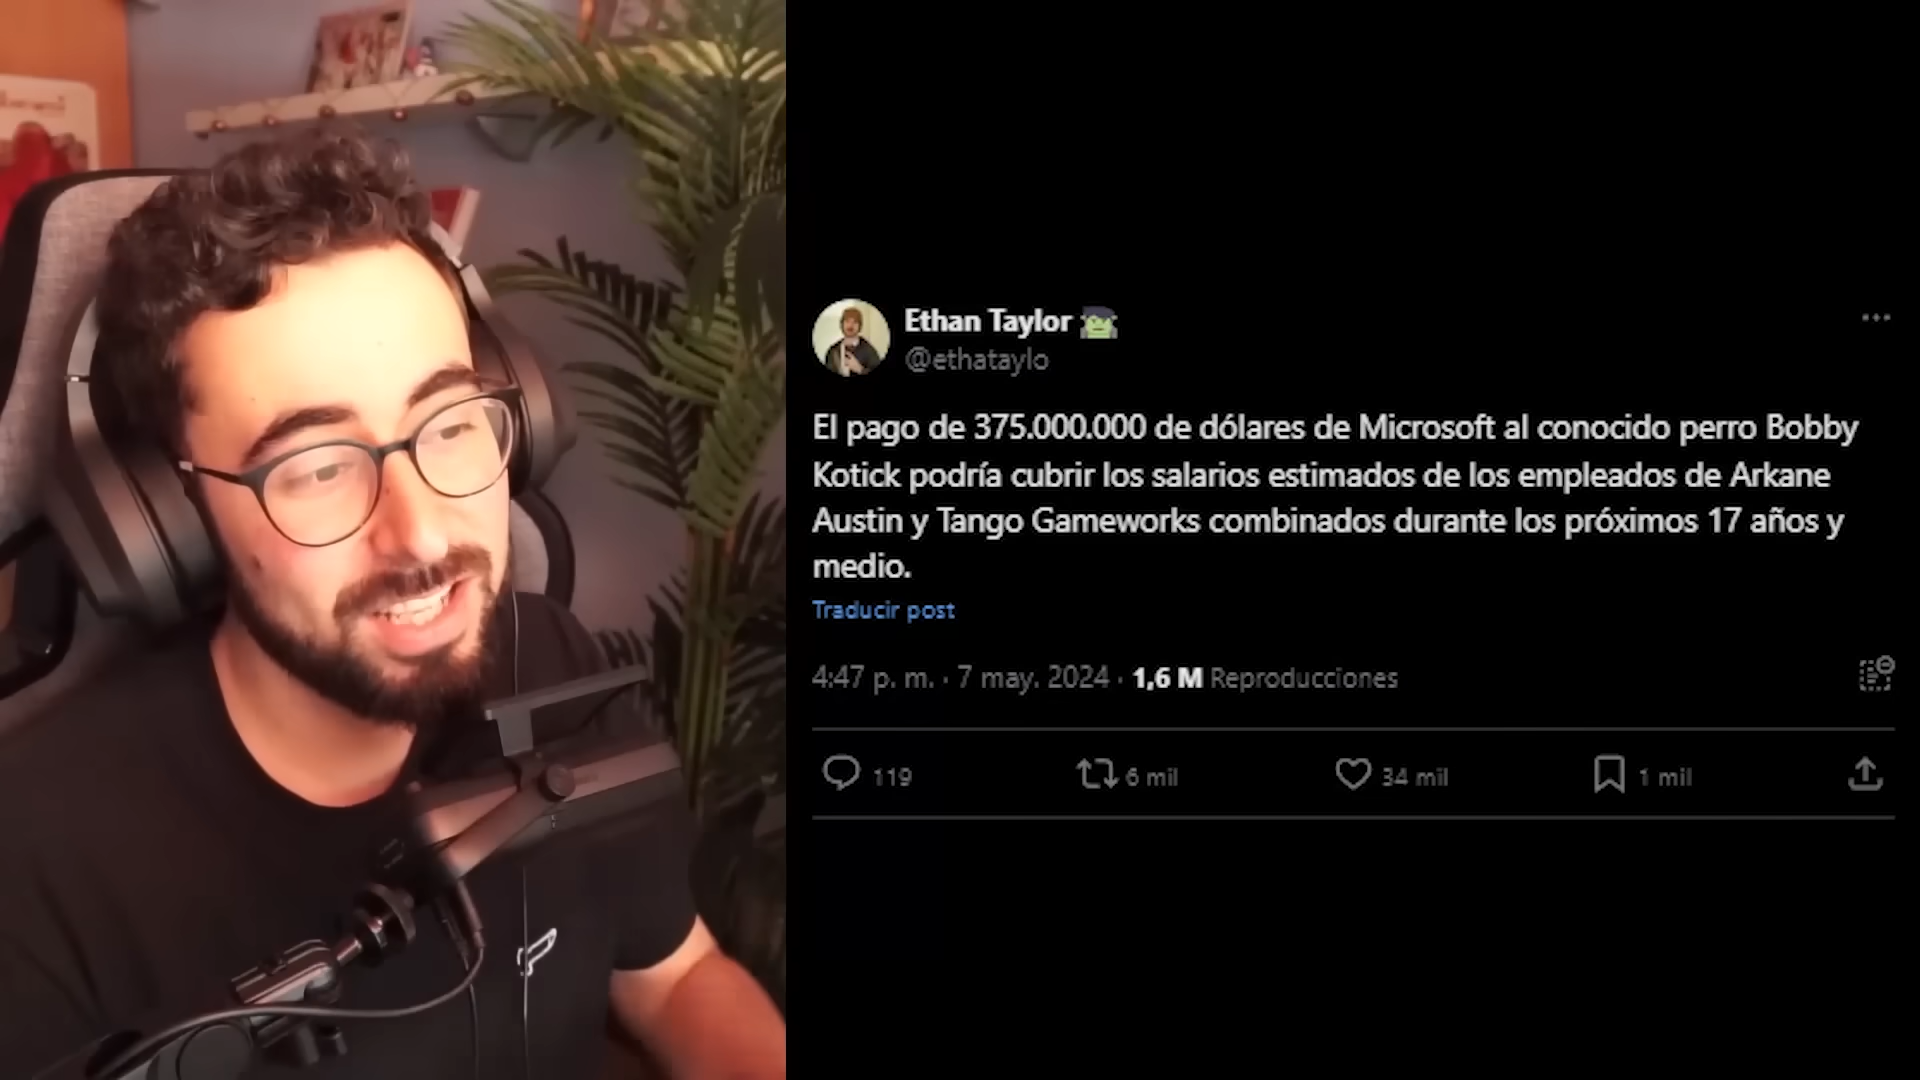 Ethan Taylor
@ethataylo
El pago de 375.000.000 de dólares de Microsoft al conocido perro Bobby
Kotick podría cubrir los salarios estimados de los empleados de Arkane
Austin y Tango Gameworks combinados durante los próximos 17 años y
medio.
Traducir post
4:47 p. m. · 7 may. 2024 · 1,6 M Reproducciones
119 6 mil 34 mil 1 mil